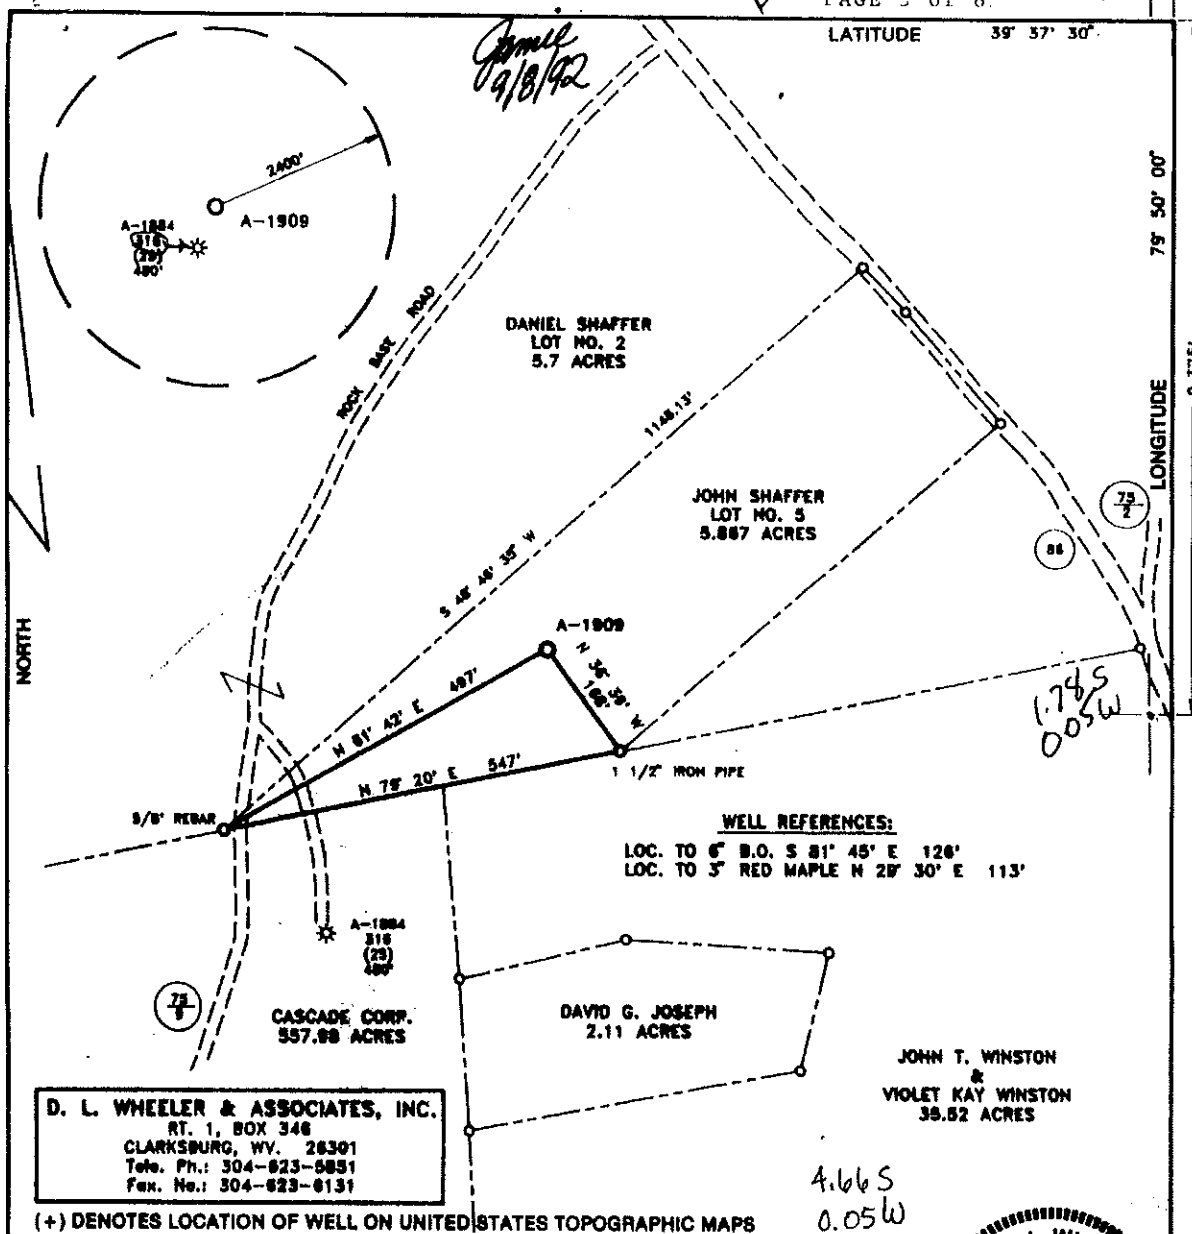 PAGE
LATITUDE 39' 37' 30"
Jamie
9/8/92
2400'
A-1909
A-1884
316
(29)
480'
79' 50' 00"
LONGITUDE
ROCK BASE ROAD
DANIEL SHAFFER
LOT NO. 2
5.7 ACRES
1148.13'
JOHN SHAFFER
LOT NO. 5
5.867 ACRES
75
2
86
S 48' 46' 35" W
NORTH
A-1909
N 61' 42' E 497'
N 36' 39' W
166'
1.78 S
0.05 W
N 79' 20' E 547'
1 1/2" IRON PIPE
5/8" REBAR
WELL REFERENCES:
LOC. TO 6" B.O. S 81' 45' E 126'
LOC. TO 3" RED MAPLE N 29' 30' E 113'
A-1884
316
(29)
480'
75
9
CASCADE CORP.
557.98 ACRES
DAVID G. JOSEPH
2.11 ACRES
JOHN T. WINSTON
&
VIOLET KAY WINSTON
35.52 ACRES
D. L. WHEELER & ASSOCIATES, INC.
RT. 1, BOX 346
CLARKSBURG, WV. 26301
Tele. Ph.: 304-623-5851
Fax. No.: 304-623-6131
4.66 S
0.05 W
(+) DENOTES LOCATION OF WELL ON UNITED STATES TOPOGRAPHIC MAPS